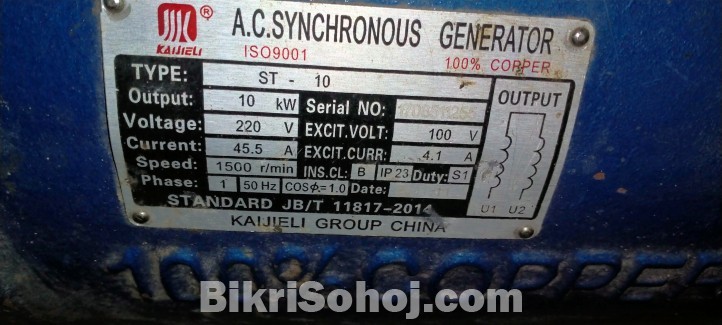 KAIJIELI
®
A.C.SYNCHRONOUS GENERATOR
ISO9001 100% COPPER
TYPE: ST - 10
Output: 10 kW Serial NO:
Voltage: 220 V EXCIT.VOLT: 100 V
Current: 45.5 A EXCIT.CURR: 4.1 A
Speed: 1500 r/min INS.CL: B IP 23 Duty: S1
Phase: 1 50 Hz COSϕ=1.0 Date:
OUTPUT
U1 U2
STANDARD JB/T 11817-2014
KAIJIELI GROUP CHINA
100% COPPER
BikriSohoj.com